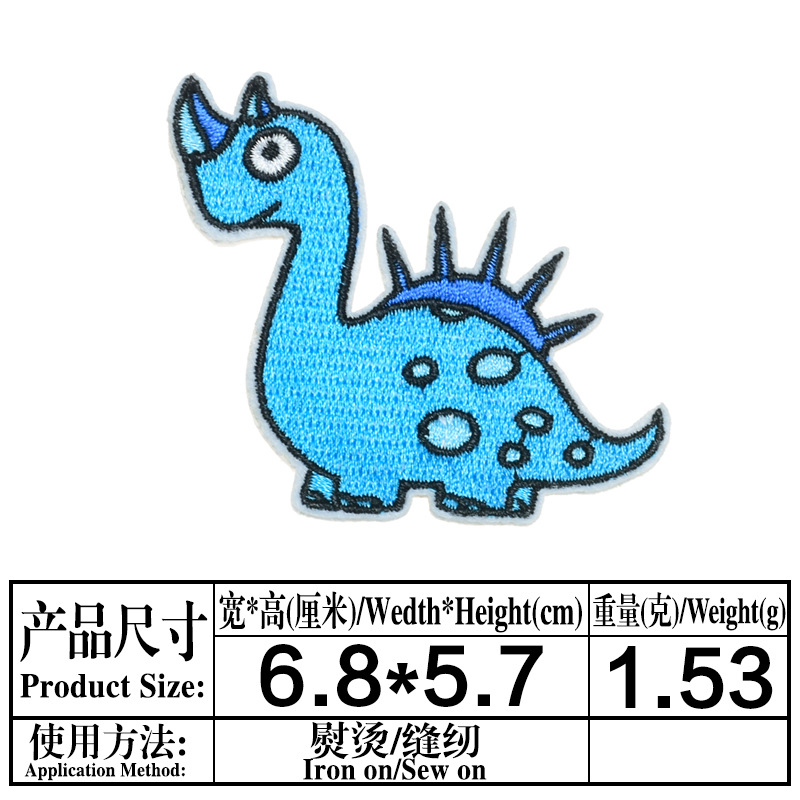 产品尺寸
Product Size:
宽*高(厘米)/Wedth*Height(cm)
6.8*5.7
重量(克)/Weight(g)
1.53
使用方法:
Application Method:
熨烫/缝纫
Iron on/Sew on